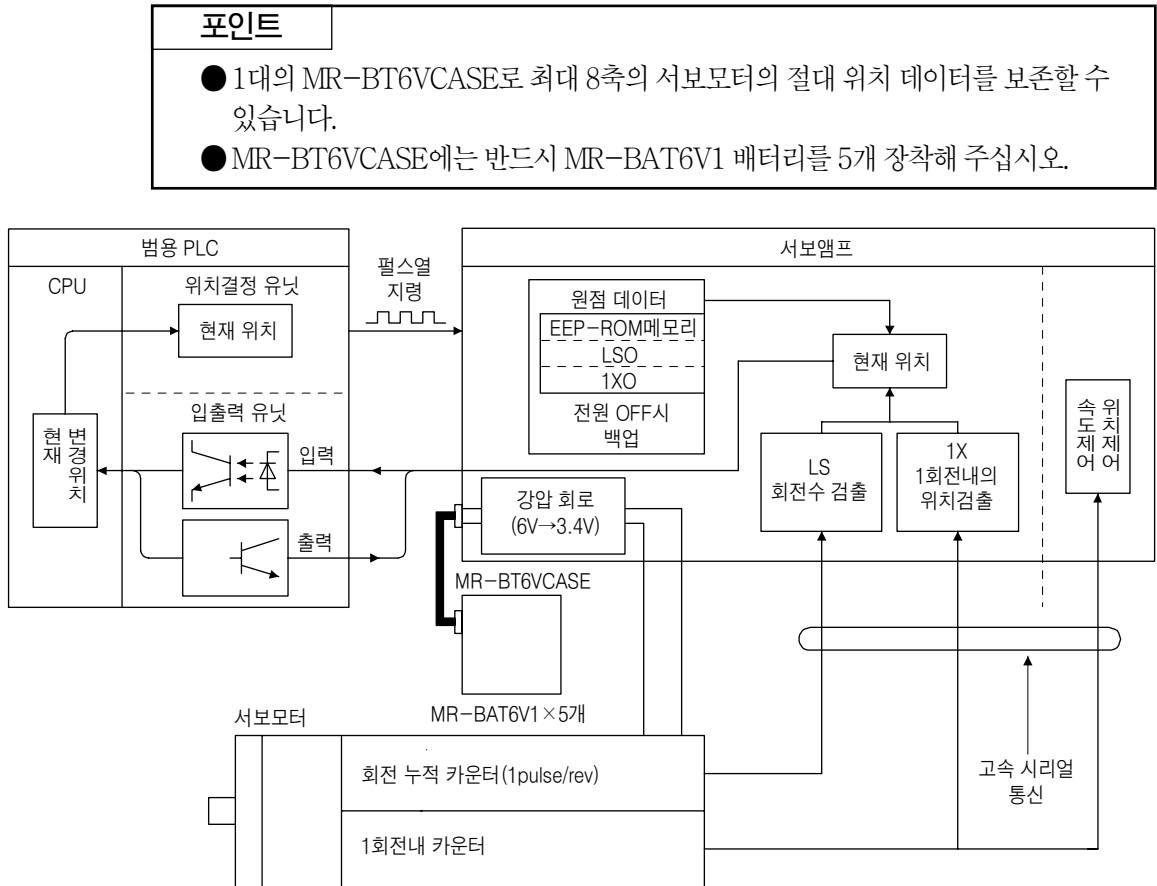 포인트
● 1대의 MR-BT6VCASE로 최대 8축의 서보모터의 절대 위치 데이터를 보존할 수
있습니다.
● MR-BT6VCASE에는 반드시 MR-BAT6V1 배터리를 5개 장착해 주십시오.
범용 PLC
CPU
위치결정 유닛
현재 위치
입출력 유닛
현재
변경위치
입력
출력
펄스열
지령
서보앰프
원점 데이터
EEP-ROM메모리
LSO
1XO
전원 OFF시
백업
현재 위치
LS
회전수 검출
1X
1회전내의
위치검출
위치제어
속도제어
강압 회로
(6V→3.4V)
MR-BT6VCASE
MR-BAT6V1×5개
서보모터
회전 누적 카운터(1pulse/rev)
1회전내 카운터
고속 시리얼
통신